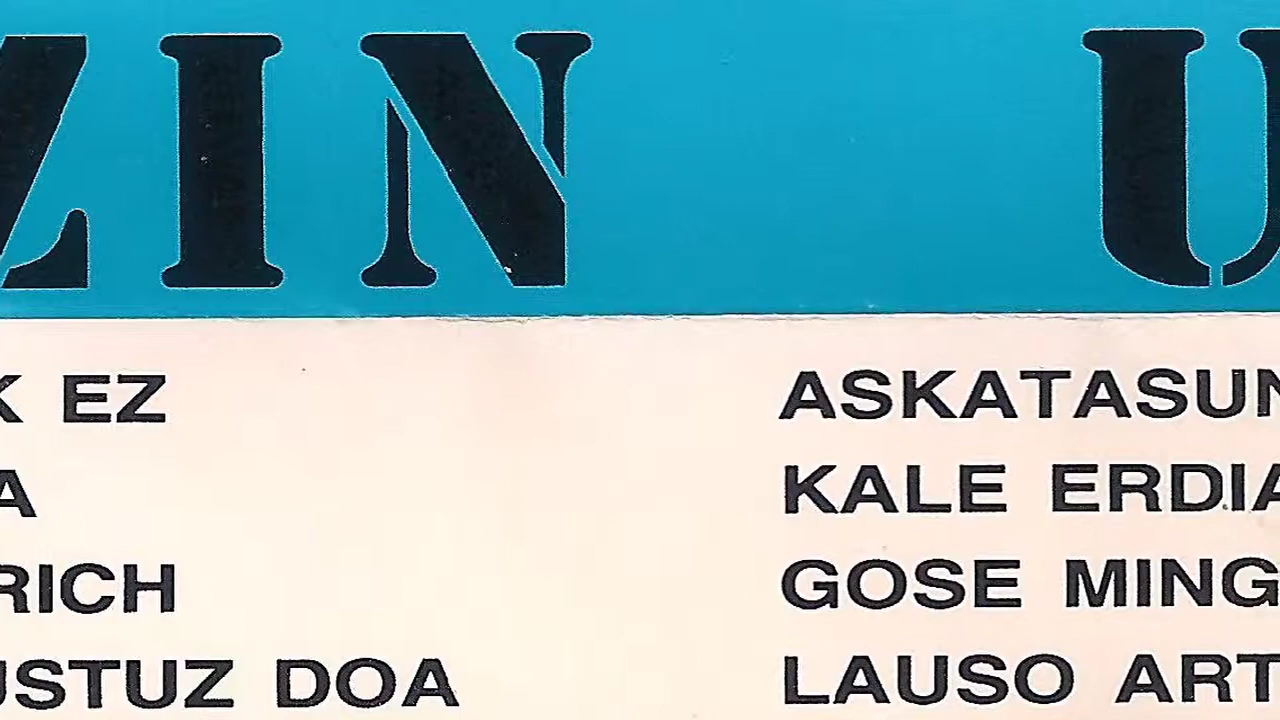 ZIN U
K EZ
A
RICH
USTUZ DOA
ASKATASUN
KALE ERDIA
GOSE MING
LAUSO ART